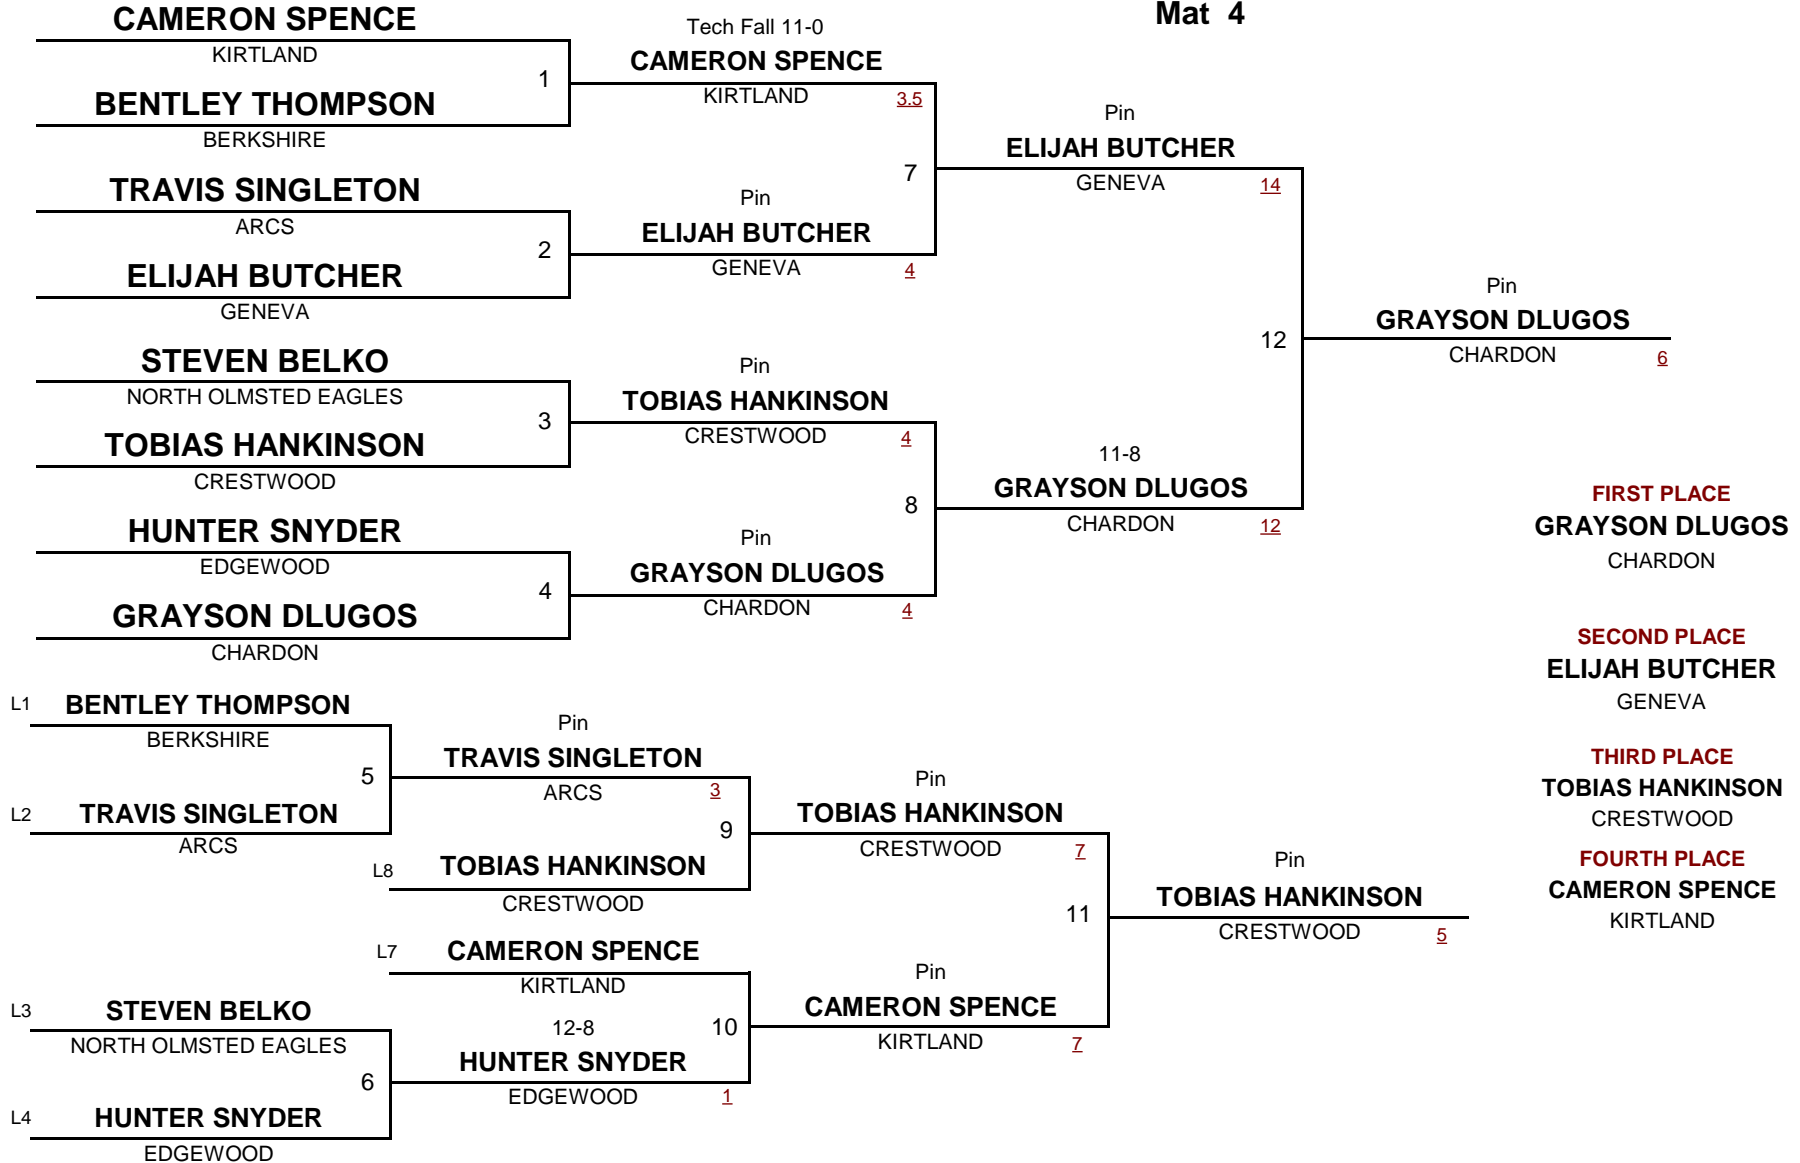 Mat 4
CAMERON SPENCE
KIRTLAND
1
BENTLEY THOMPSON
BERKSHIRE
TRAVIS SINGLETON
ARCS
2
ELIJAH BUTCHER
GENEVA
STEVEN BELKO
NORTH OLMSTED EAGLES
3
TOBIAS HANKINSON
CRESTWOOD
HUNTER SNYDER
EDGEWOOD
4
GRAYSON DLUGOS
CHARDON
Tech Fall 11-0
CAMERON SPENCE
KIRTLAND 3.5
7
Pin
ELIJAH BUTCHER
GENEVA 4
Pin
TOBIAS HANKINSON
CRESTWOOD 4
8
Pin
GRAYSON DLUGOS
CHARDON 4
Pin
ELIJAH BUTCHER
GENEVA 14
12
11-8
GRAYSON DLUGOS
CHARDON 12
Pin
GRAYSON DLUGOS
CHARDON 6
FIRST PLACE
GRAYSON DLUGOS
CHARDON
SECOND PLACE
ELIJAH BUTCHER
GENEVA
THIRD PLACE
TOBIAS HANKINSON
CRESTWOOD
FOURTH PLACE
CAMERON SPENCE
KIRTLAND
L1 BENTLEY THOMPSON
BERKSHIRE
5
L2 TRAVIS SINGLETON
ARCS
L3 STEVEN BELKO
NORTH OLMSTED EAGLES
6
L4 HUNTER SNYDER
EDGEWOOD
Pin
TRAVIS SINGLETON
ARCS 3
9
L8 TOBIAS HANKINSON
CRESTWOOD
L7 CAMERON SPENCE
KIRTLAND
12-8 10
HUNTER SNYDER
EDGEWOOD 1
Pin
TOBIAS HANKINSON
CRESTWOOD 7
11
Pin
CAMERON SPENCE
KIRTLAND 7
Pin
TOBIAS HANKINSON
CRESTWOOD 5